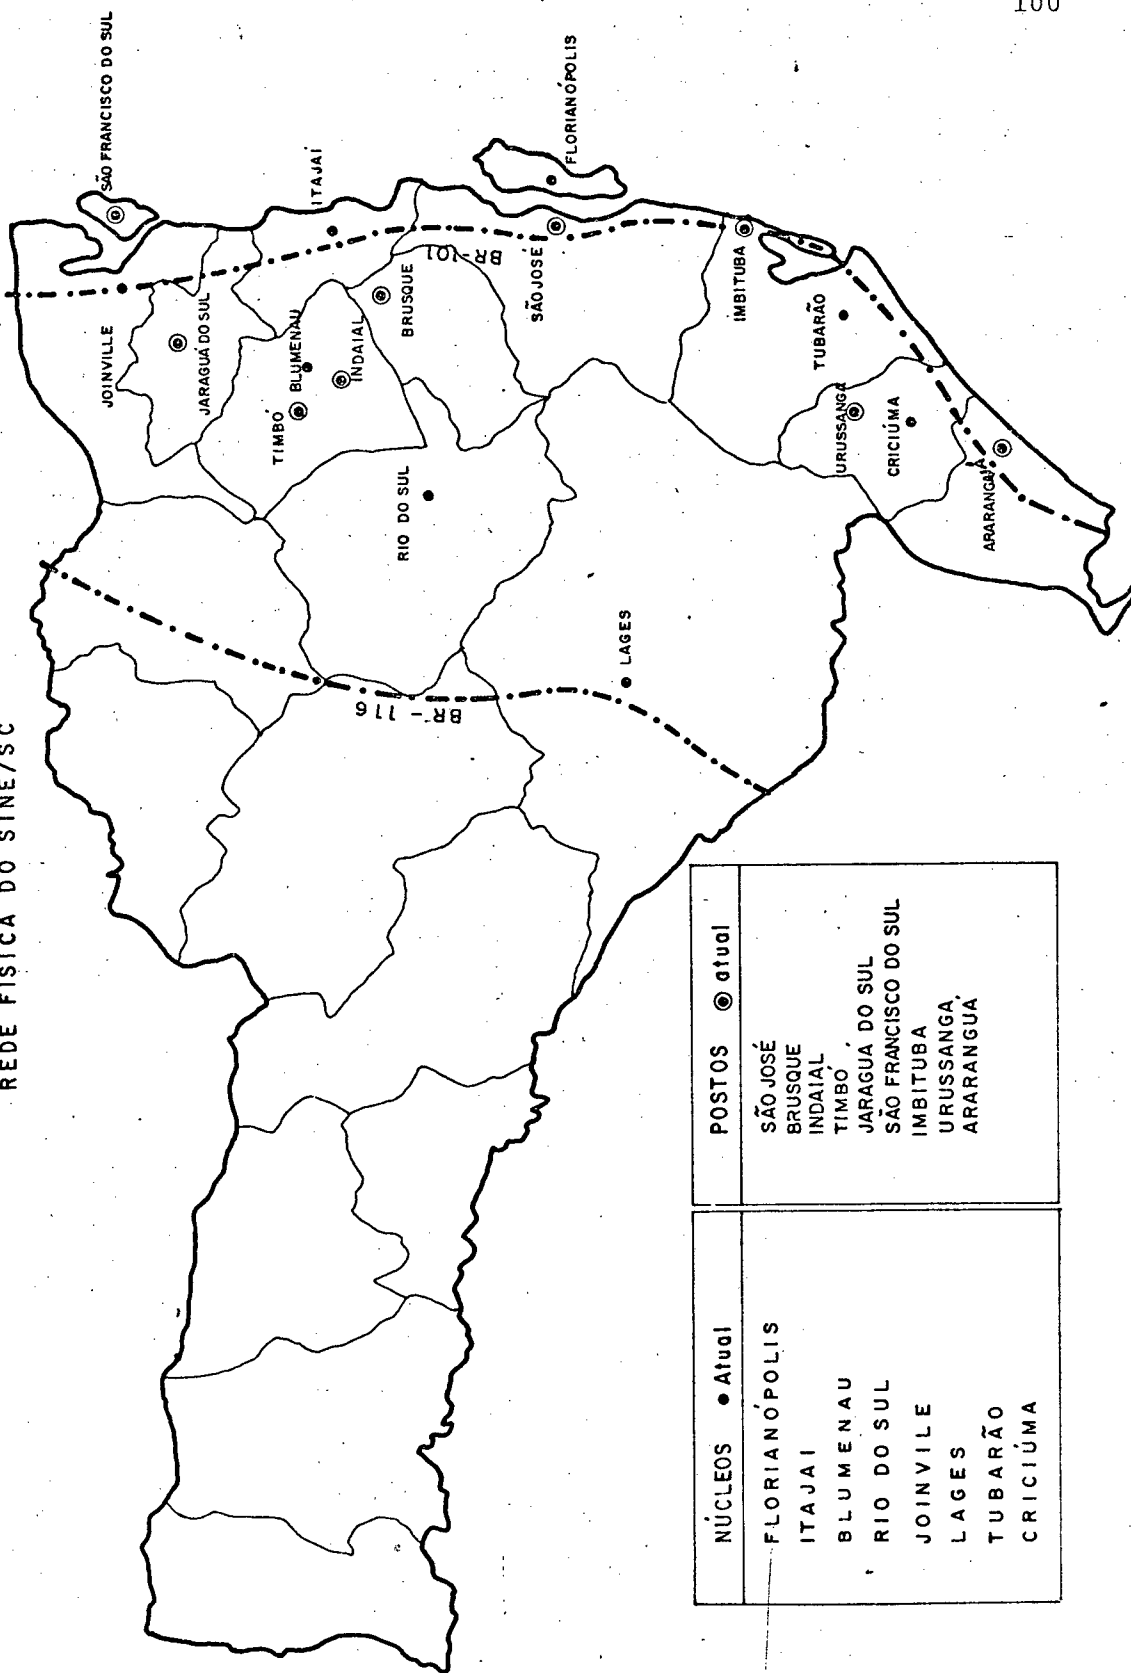 100
REDE FÍSICA DO SINE/SC
SÃO FRANCISCO DO SUL
JOINVILLE
JARAGUÁ DO SUL
ITAJAÍ
TIMBÓ
BLUMENAU
INDAIAL
BRUSQUE
BR-101
RIO DO SUL
BR-116
FLORIANÓPOLIS
SÃO JOSÉ
LAGES
IMBITUBA
TUBARÃO
URUSSANGA
CRICIÚMA
ARARANGUÁ
NÚCLEOS ● Atual
FLORIANÓPOLIS
ITAJAI
BLUMENAU
RIO DO SUL
JOINVILE
LAGES
TUBARÃO
CRICIÚMA
POSTOS ◎ atual
SÃO JOSÉ
BRUSQUE
INDAIAL
TIMBÓ
JARAGUÁ DO SUL
SÃO FRANCISCO DO SUL
IMBITUBA
URUSSANGA
ARARANGUÁ